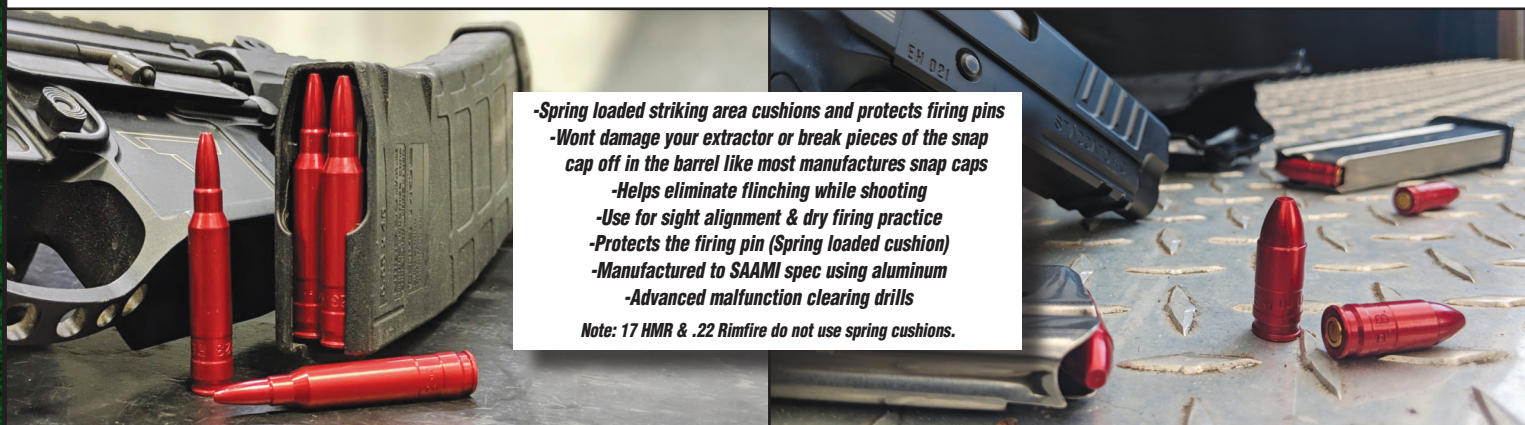 -Spring loaded striking area cushions and protects firing pins
-Wont damage your extractor or break pieces of the snap
cap off in the barrel like most manufactures snap caps
-Helps eliminate flinching while shooting
-Use for sight alignment & dry firing practice
-Protects the firing pin (Spring loaded cushion)
-Manufactured to SAAMI spec using aluminum
-Advanced malfunction clearing drills
Note: 17 HMR & .22 Rimfire do not use spring cushions.
EH 021